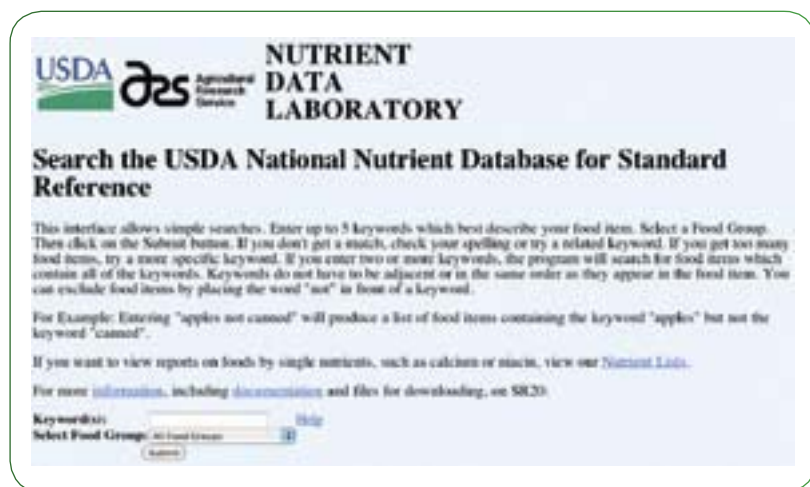 USDA ars Agricultural Research Service
NUTRIENT
DATA
LABORATORY
Search the USDA National Nutrient Database for Standard
Reference
This interface allows simple searches. Enter up to 5 keywords which best describe your food item. Select a Food Group.
Then click on the Submit button. If you don't get a match, check your spelling or try a related keyword. If you get too many
food items, try a more specific keyword. If you enter two or more keywords, the program will search for food items which
contain all of the keywords. Keywords do not have to be adjacent or in the same order as they appear in the food item. You
can exclude food items by placing the word "not" in front of a keyword.
For Example: Entering "apples not canned" will produce a list of food items containing the keyword "apples" but not the
keyword "canned".
If you want to view reports on foods by single nutrients, such as calcium or niacin, view our Nutrient Lists.
For more information, including documentation and files for downloading, on SR20:
Keyword(s): Help
Select Food Group: All Food Groups
Submit